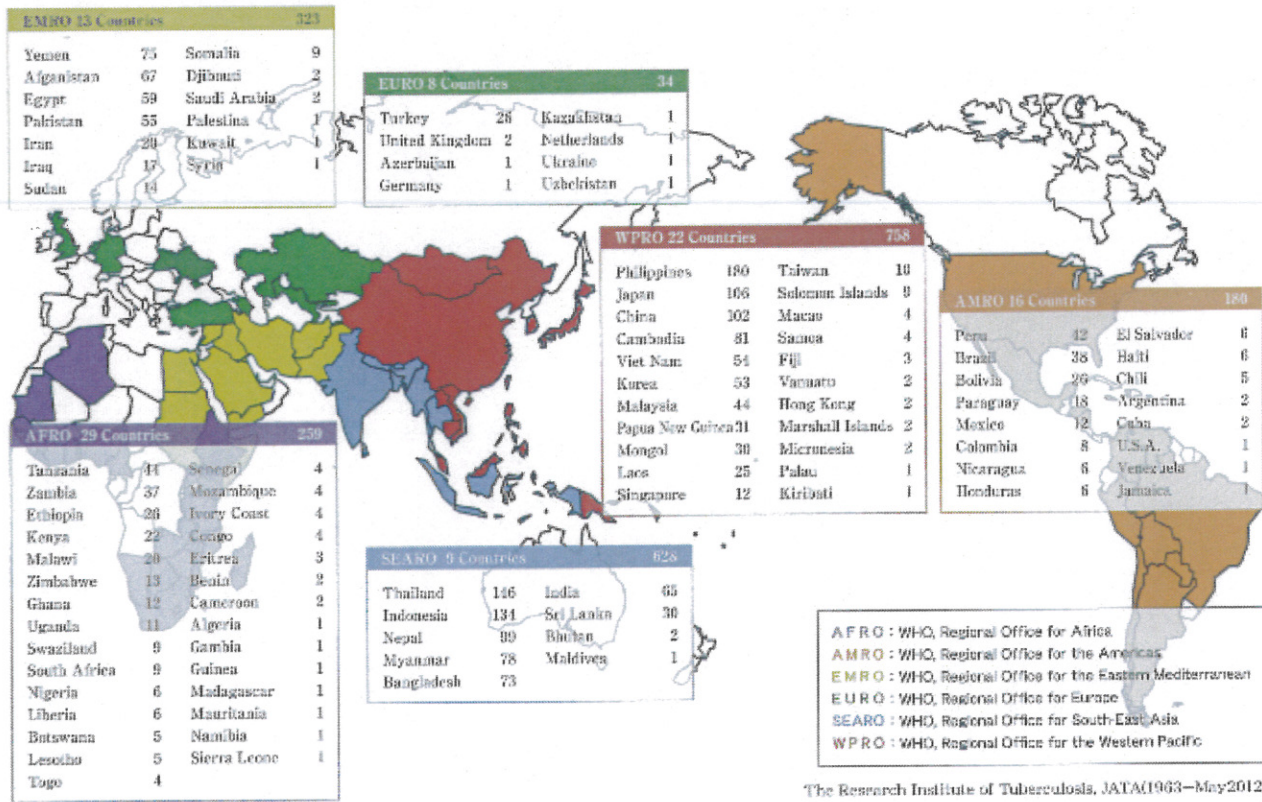 EMRO 13 Countries 323
Yemen 75 Somalia 9
Afganistan 67 Djibouti 2
Egypt 59 Saudi Arabia 2
Pakistan 55 Palestina 1
Iran 20 Kuwait 1
Iraq 17 Syria 1
Sudan 14
EURO 8 Countries 34
Turkey 26 Kazakhstan 1
United Kingdom 2 Netherlands 1
Azerbaijan 1 Ukraine 1
Germany 1 Uzbekistan 1
WPRO 22 Countries 758
Philippines 180 Taiwan 10
Japan 106 Solomon Islands 9
China 102 Macao 4
Cambodia 81 Samoa 4
Viet Nam 54 Fiji 3
Korea 53 Vanuatu 2
Malaysia 44 Hong Kong 2
Papua New Guinea 31 Marshall Islands 2
Mongol 30 Micronesia 2
Laos 25 Palau 1
Singapore 12 Kiribati 1
AMRO 16 Countries 180
Peru 42 El Salvador 6
Brazil 38 Haiti 6
Bolivia 26 Chili 5
Paraguay 18 Argentina 2
Mexico 12 Cuba 2
Colombia 8 U.S.A. 1
Nicaragua 6 Venezuela 1
Honduras 6 Jamaica 1
AFRO 29 Countries 259
Tanzania 44 Senegal 4
Zambia 37 Mozambique 4
Ethiopia 26 Ivory Coast 4
Kenya 22 Congo 4
Malawi 20 Eritrea 3
Zimbabwe 13 Benin 2
Ghana 12 Cameroon 2
Uganda 11 Algeria 1
Swaziland 9 Gambia 1
South Africa 9 Guinea 1
Nigeria 6 Madagascar 1
Liberia 6 Mauritania 1
Botswana 5 Namibia 1
Lesotho 5 Sierra Leone 1
Togo 4
SEARO 9 Countries 628
Thailand 146 India 65
Indonesia 134 Sri Lanka 30
Nepal 99 Bhutan 2
Myanmar 78 Maldives 1
Bangladesh 73
AFRO : WHO, Regional Office for Africa
AMRO : WHO, Regional Office for the Americas
EMRO : WHO, Regional Office for the Eastern Mediterranean
EURO : WHO, Regional Office for Europe
SEARO : WHO, Regional Office for South-East Asia
WPRO : WHO, Regional Office for the Western Pacific
The Research Institute of Tuberculosis, JATA(1963–May2012